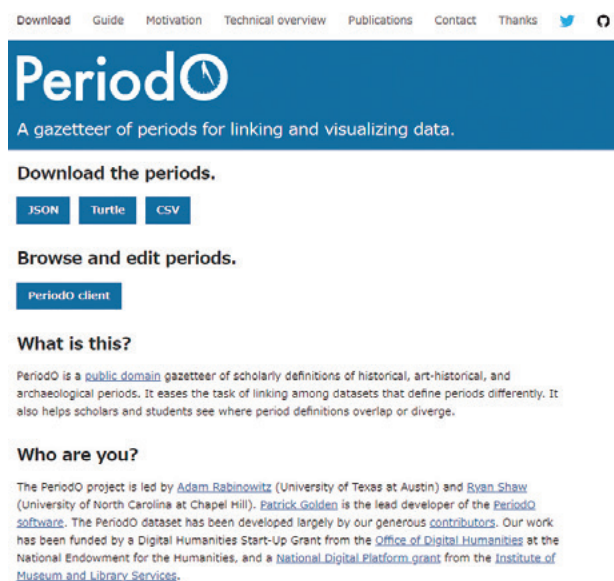 Download Guide Motivation Technical overview Publications Contact Thanks
PeriodO
A gazetteer of periods for linking and visualizing data.
Download the periods.
JSON Turtle CSV
Browse and edit periods.
PeriodO client
What is this?
PeriodO is a public domain gazetteer of scholarly definitions of historical, art-historical, and
archaeological periods. It eases the task of linking among datasets that define periods differently. It
also helps scholars and students see where period definitions overlap or diverge.
Who are you?
The PeriodO project is led by Adam Rabinowitz (University of Texas at Austin) and Ryan Shaw
(University of North Carolina at Chapel Hill). Patrick Golden is the lead developer of the PeriodO
software. The PeriodO dataset has been developed largely by our generous contributors. Our work
has been funded by a Digital Humanities Start-Up Grant from the Office of Digital Humanities at the
National Endowment for the Humanities, and a National Digital Platform grant from the Institute of
Museum and Library Services.